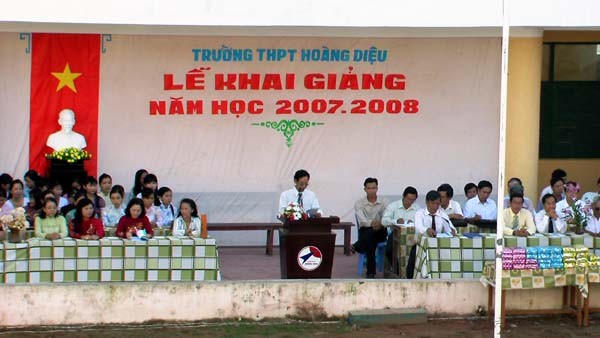 TRƯỜNG THPT HOÀNG DIỆU
LỄ KHAI GIẢNG
NĂM HỌC 2007.2008